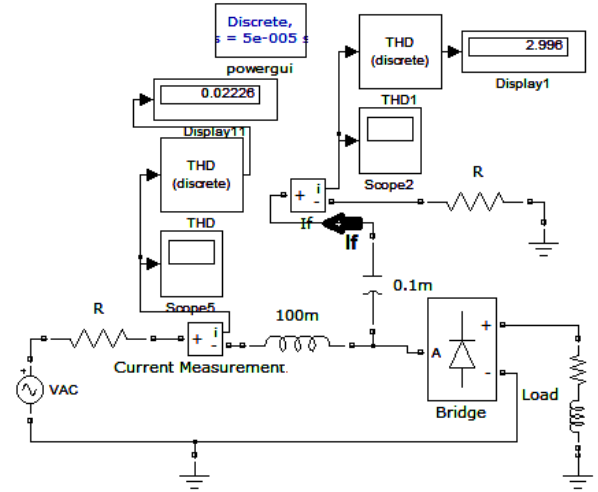 Discrete,
s = 5e-005 s
powergui
THD
(discrete)
THD1
2.996
Display1
0.02226
Display11
THD
(discrete)
THD
Scope2
i
+
-
If
If
R
Scope5
R
i
+
-
Current Measurement
100m
0.1m
+
VAC
A
+
-
Bridge
Load